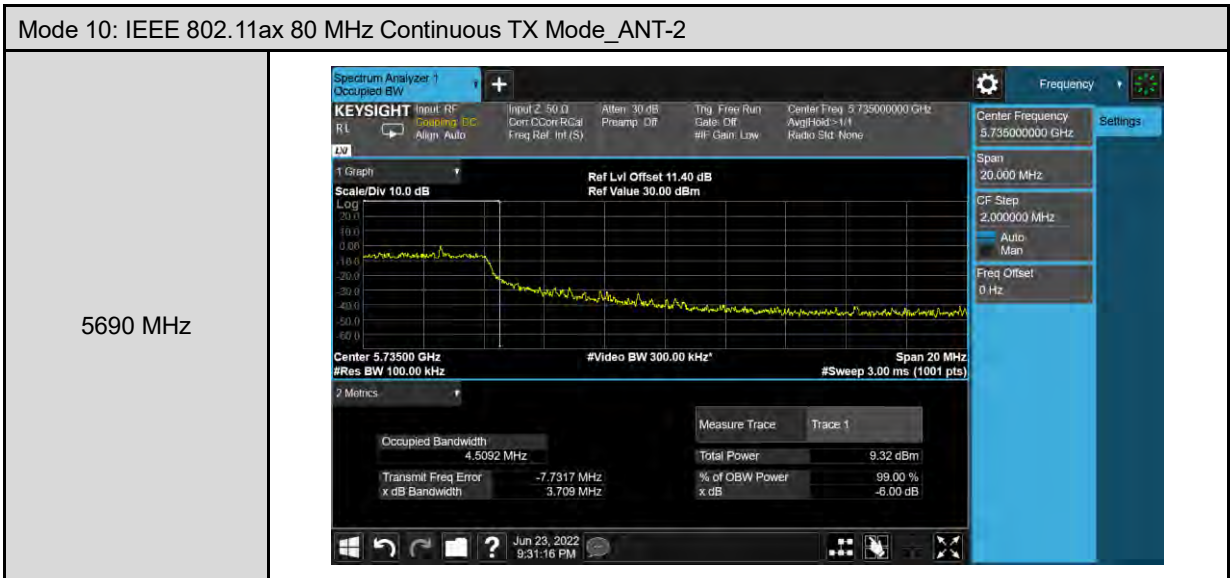 Mode 10: IEEE 802.11ax 80 MHz Continuous TX Mode_ANT-2
5690 MHz
Spectrum Analyzer 1
Occupied BW
+
Frequency
KEYSIGHT
RL
LXI
Input: RF
Coupling: DC
Align: Auto
Input Z: 50 Ω
Corr CCorr RCal
Freq Ref: Int (S)
Atten: 30 dB
Preamp: Off
Trig: Free Run
Gate: Off
#IF Gain: Low
Center Freq: 5.735000000 GHz
Avg|Hold:>1/1
Radio Std: None
Center Frequency
5.735000000 GHz
Settings
Span
20.000 MHz
CF Step
2.000000 MHz
Auto
Man
Freq Offset
0 Hz
1 Graph
Scale/Div 10.0 dB
Ref Lvl Offset 11.40 dB
Ref Value 30.00 dBm
Log
20.0
10.0
0.00
-10.0
-20.0
-30.0
-40.0
-50.0
-60.0
Center 5.73500 GHz
#Video BW 300.00 kHz*
Span 20 MHz
#Res BW 100.00 kHz
#Sweep 3.00 ms (1001 pts)
2 Metrics
Measure Trace Trace 1
Occupied Bandwidth
4.5092 MHz
Total Power 9.32 dBm
Transmit Freq Error -7.7317 MHz
% of OBW Power 99.00 %
x dB Bandwidth 3.709 MHz
x dB -6.00 dB
?
Jun 23, 2022
9:31:16 PM